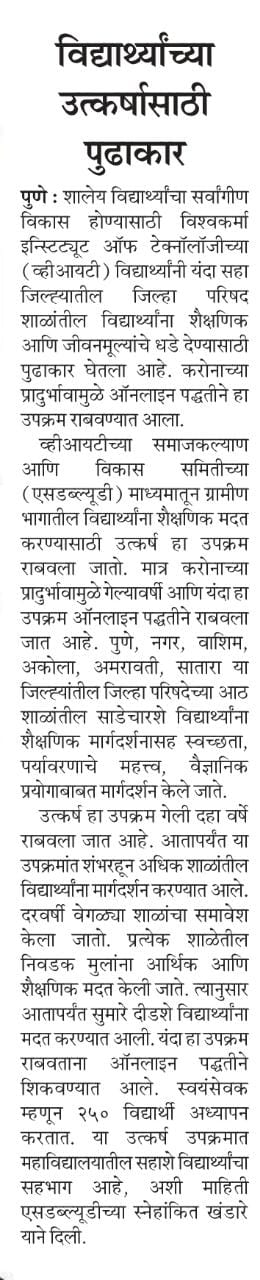 विद्यार्थ्यांच्या
उत्कर्षासाठी
पुढाकार
पुणे : शालेय विद्यार्थ्यांचा सर्वांगीण
विकास होण्यासाठी विश्वकर्मा
इन्स्टिट्यूट ऑफ टेक्नॉलॉजीच्या
(व्हीआयटी) विद्यार्थ्यांनी यंदा सहा
जिल्ह्यातील जिल्हा परिषद
शाळांतील विद्यार्थ्यांना शैक्षणिक
आणि जीवनमूल्यांचे धडे देण्यासाठी
पुढाकार घेतला आहे. करोनाच्या
प्रादुर्भावामुळे ऑनलाइन पद्धतीने हा
उपक्रम राबवण्यात आला.
व्हीआयटीच्या समाजकल्याण
आणि विकास समितीच्या
(एसडब्ल्यूडी) माध्यमातून ग्रामीण
भागातील विद्यार्थ्यांना शैक्षणिक मदत
करण्यासाठी उत्कर्ष हा उपक्रम
राबवला जातो. मात्र करोनाच्या
प्रादुर्भावामुळे गेल्यावर्षी आणि यंदा हा
उपक्रम ऑनलाइन पद्धतीने राबवला
जात आहे. पुणे, नगर, वाशिम,
अकोला, अमरावती, सातारा या
जिल्ह्यांतील जिल्हा परिषदेच्या आठ
शाळांतील साडेचारशे विद्यार्थ्यांना
शैक्षणिक मार्गदर्शनासह स्वच्छता,
पर्यावरणाचे महत्त्व, वैज्ञानिक
प्रयोगाबाबत मार्गदर्शन केले जाते.
उत्कर्ष हा उपक्रम गेली दहा वर्षे
राबवला जात आहे. आतापर्यंत या
उपक्रमांत शंभरहून अधिक शाळांतील
विद्यार्थ्यांना मार्गदर्शन करण्यात आले.
दरवर्षी वेगळ्या शाळांचा समावेश
केला जातो. प्रत्येक शाळेतील
निवडक मुलांना आर्थिक आणि
शैक्षणिक मदत केली जाते. त्यानुसार
आतापर्यंत सुमारे दीडशे विद्यार्थ्यांना
मदत करण्यात आली. यंदा हा उपक्रम
राबवताना ऑनलाइन पद्धतीने
शिकवण्यात आले. स्वयंसेवक
म्हणून २५० विद्यार्थी अध्यापन
करतात. या उत्कर्ष उपक्रमात
महाविद्यालयातील सहाशे विद्यार्थ्यांचा
सहभाग आहे, अशी माहिती
एसडब्ल्यूडीच्या स्नेहांकित खंडारे
याने दिली.